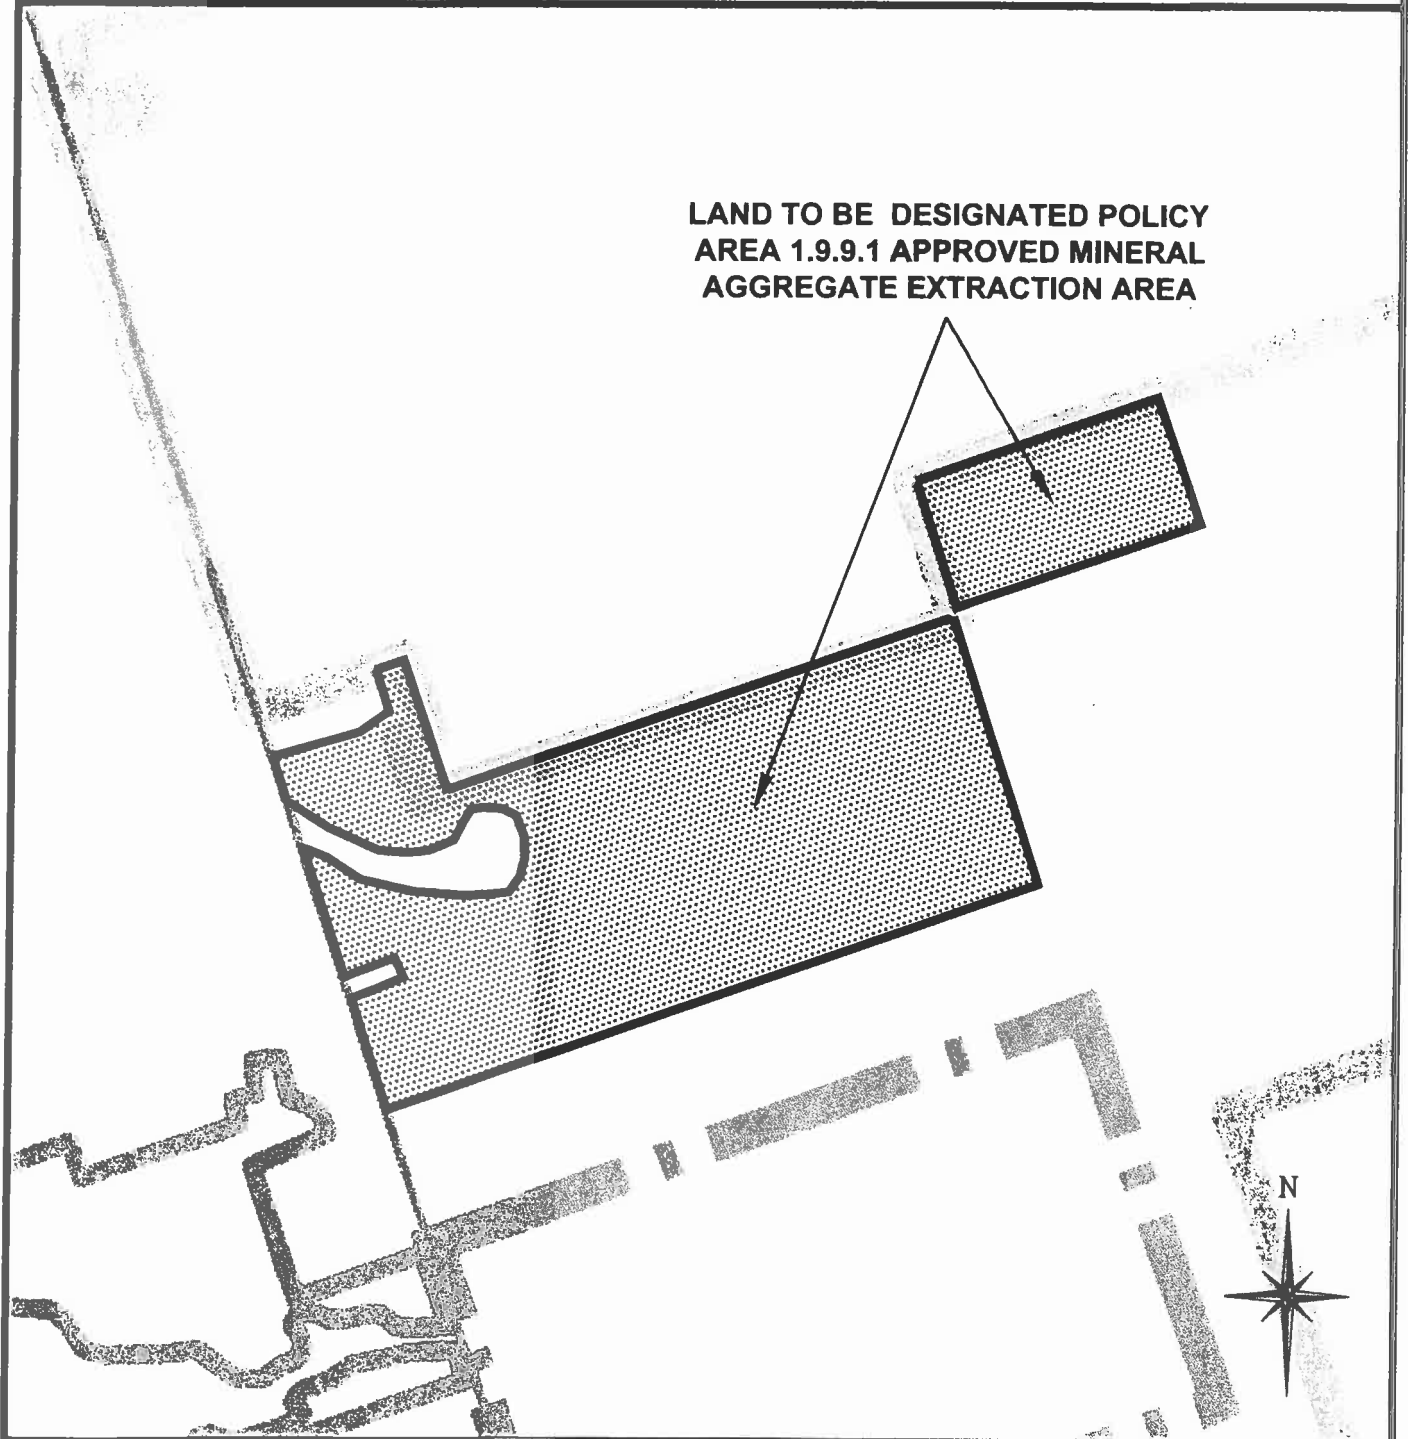 LAND TO BE DESIGNATED POLICY
AREA 1.9.9.1 APPROVED MINERAL
AGGREGATE EXTRACTION AREA
N